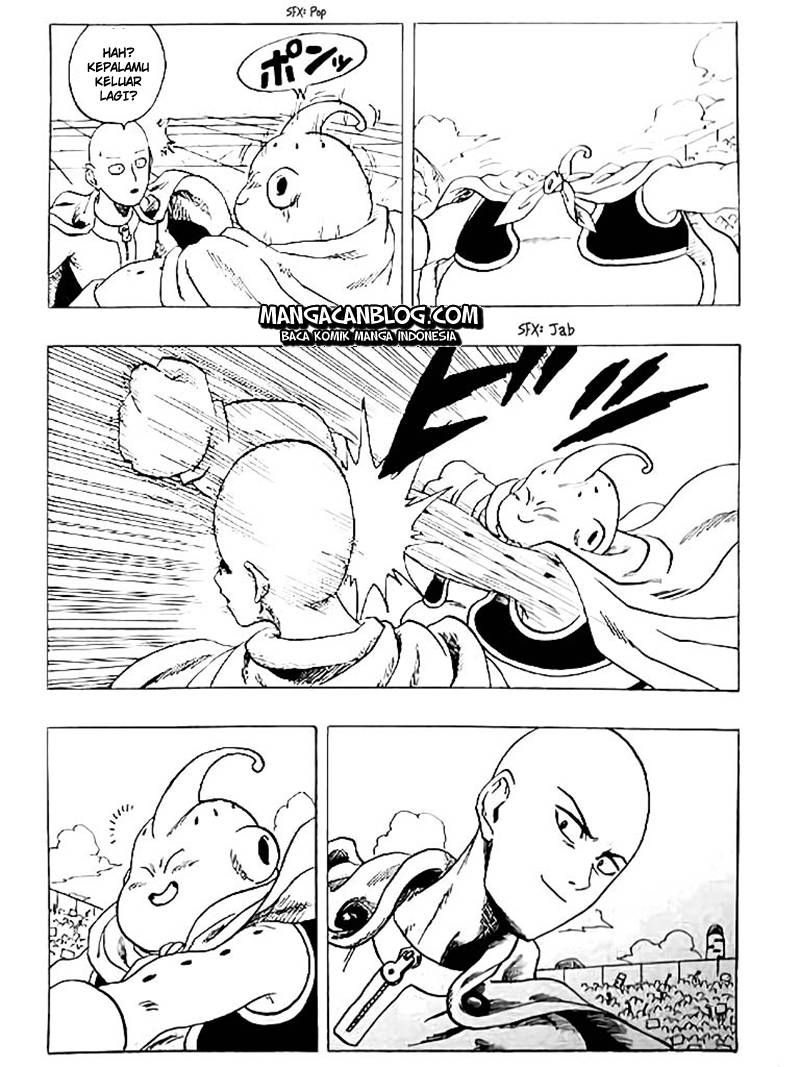 SFX: Pop
HAH?
KEPALAMU
KELUAR
LAGI?
ポンッ
MANGACANBLOG.COM
BACA KOMIK MANGA INDONESIA
SFX: Jab
ビッ